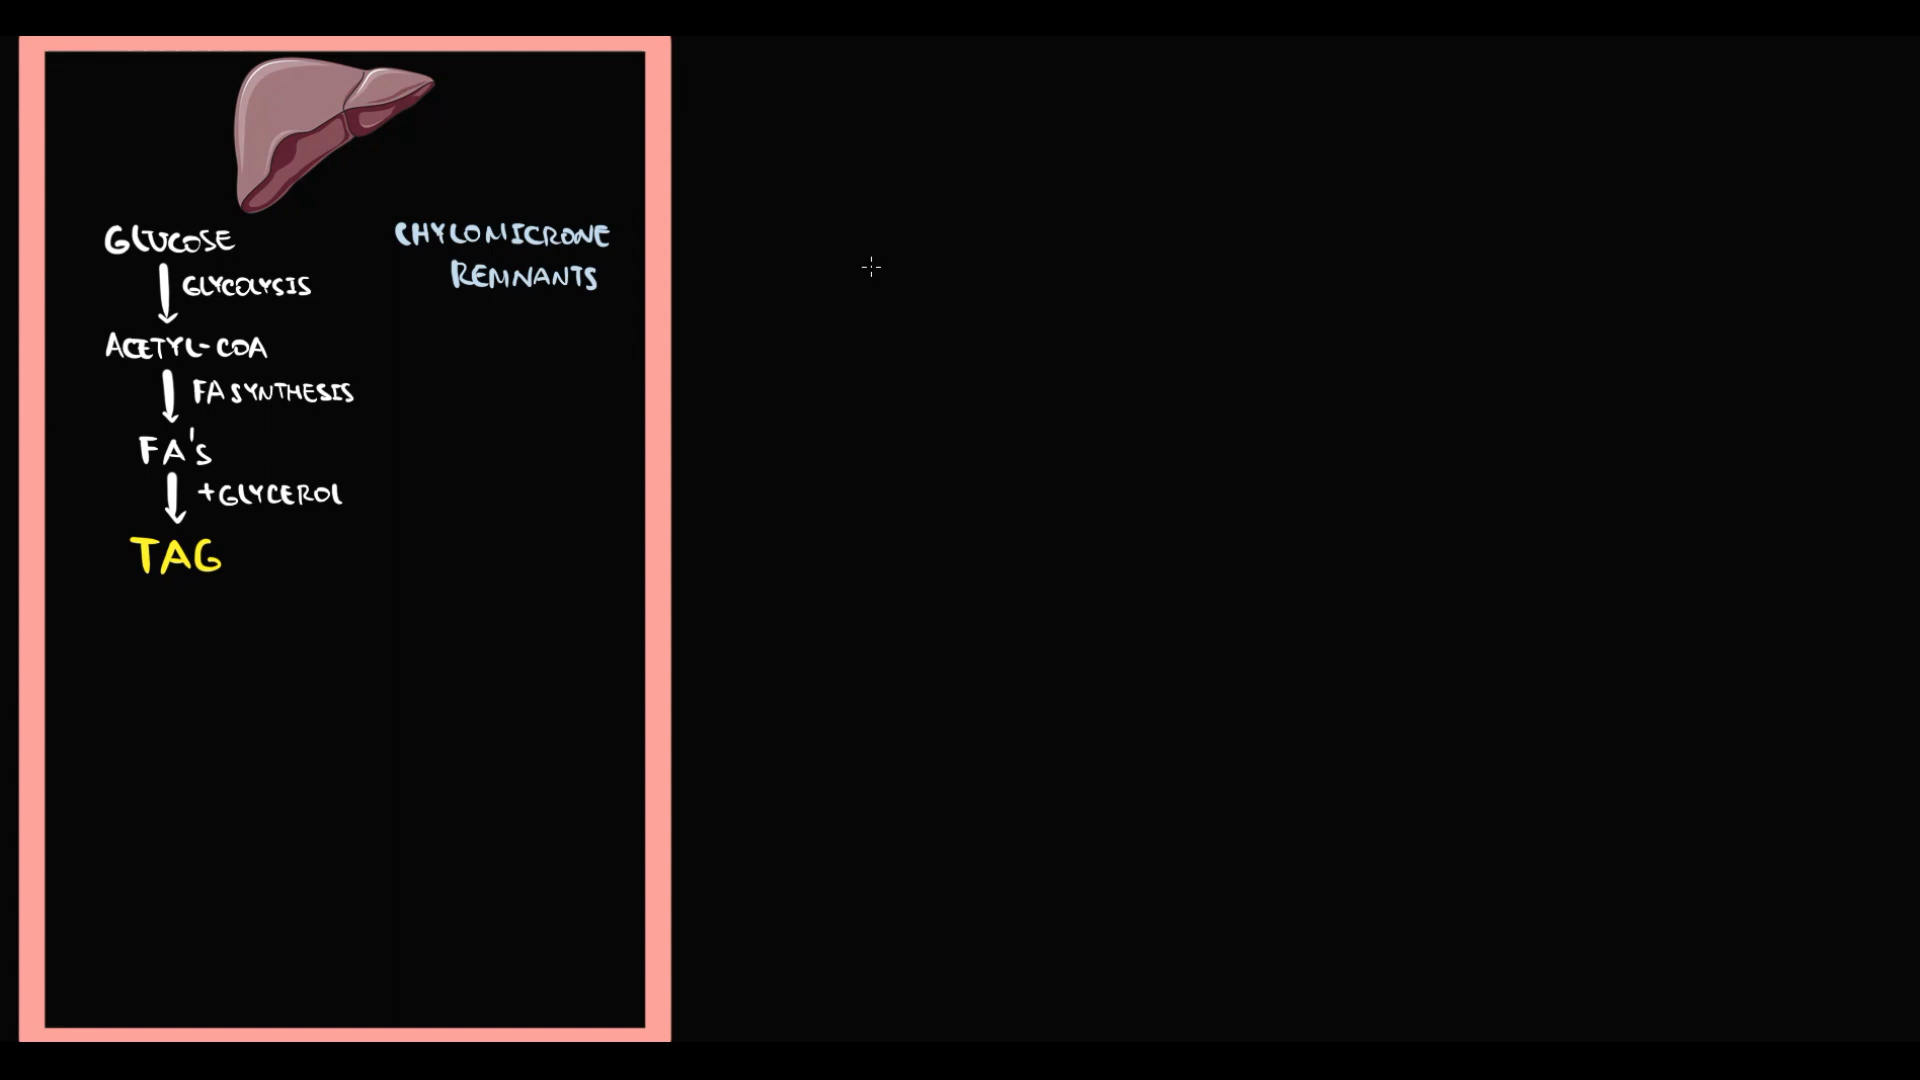 GLUCOSE
GLYCOLYSIS
ACETYL-COA
FA SYNTHESIS
FA'S
+GLYCEROL
TAG
CHYLOMICRONE
REMNANTS